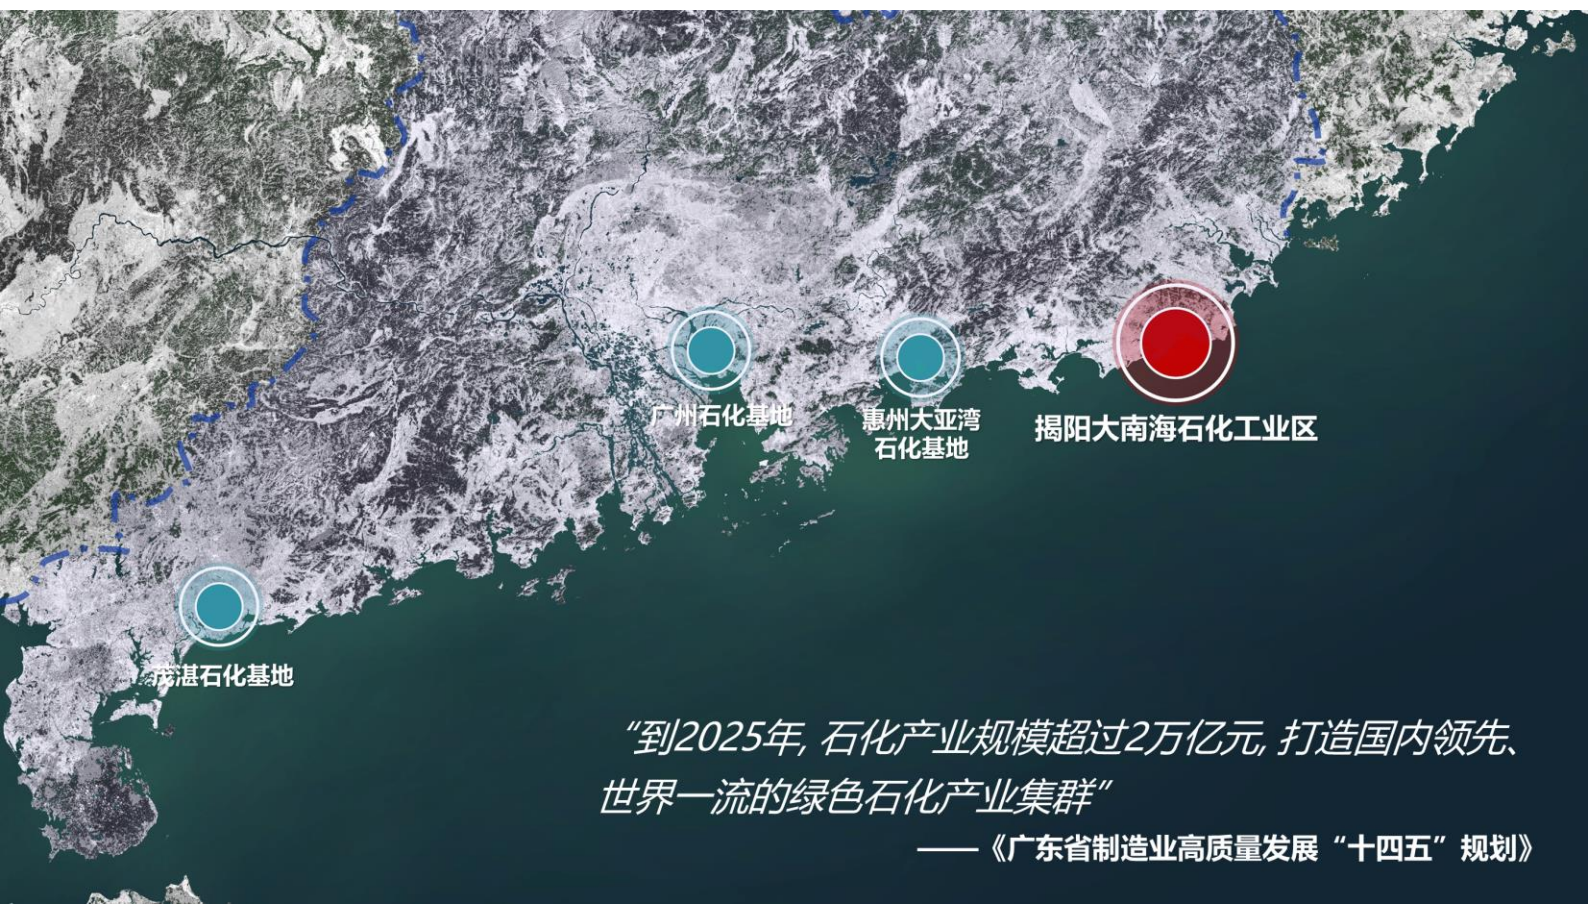 广州石化基地
惠州大亚湾
石化基地
揭阳大南海石化工业区
茂湛石化基地
“到2025年, 石化产业规模超过2万亿元, 打造国内领先、
世界一流的绿色石化产业集群”
——《广东省制造业高质量发展“十四五”规划》